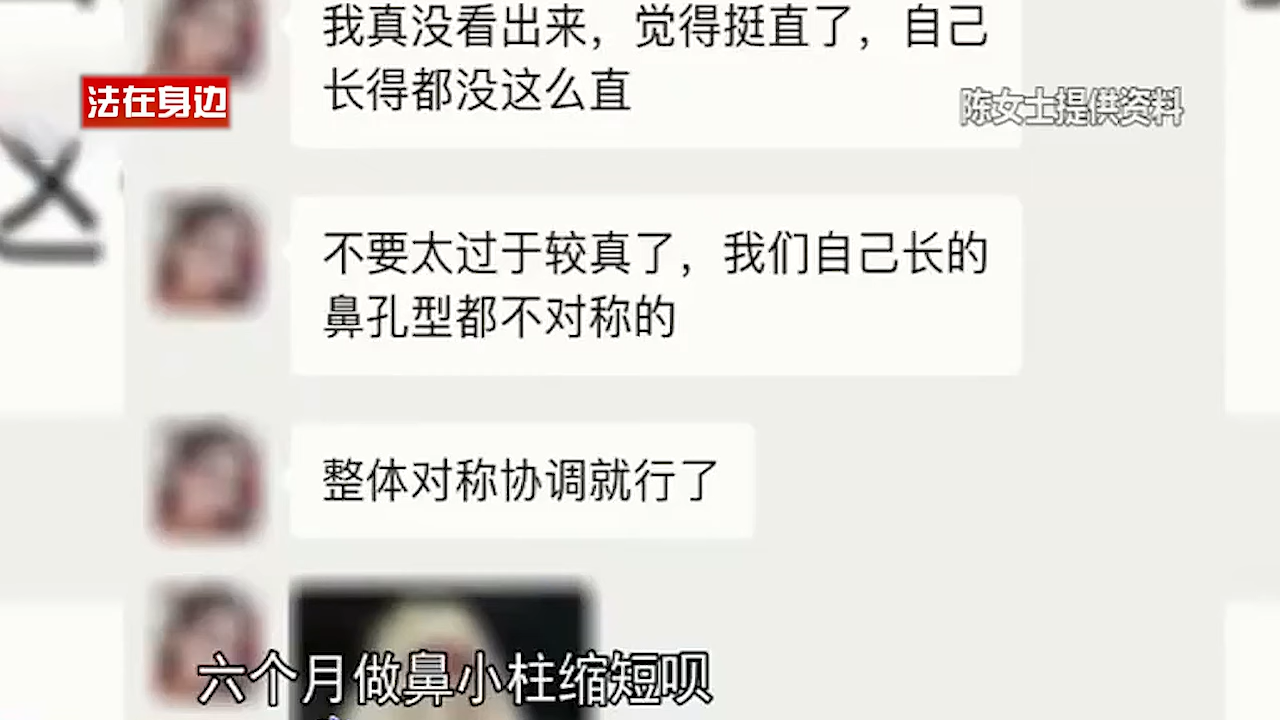 我真没看出来，觉得挺直了，自己
长得都没这么直
法在身边
陈女士提供资料
不要太过于较真了，我们自己长的
鼻孔型都不对称的
整体对称协调就行了
六个月做鼻小柱缩短呗